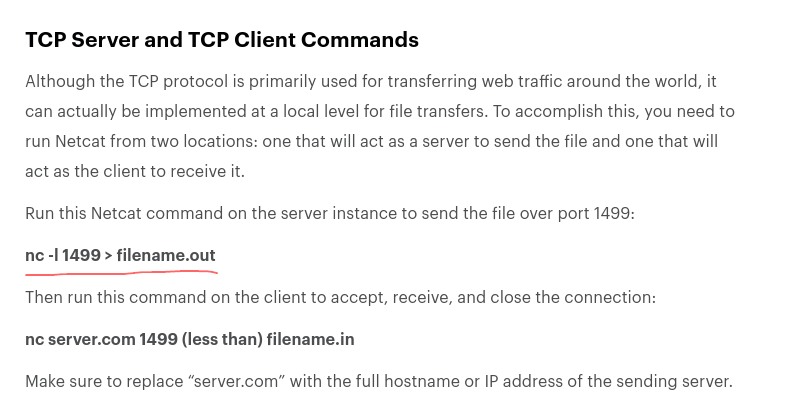 TCP Server and TCP Client Commands
Although the TCP protocol is primarily used for transferring web traffic around the world, it
can actually be implemented at a local level for file transfers. To accomplish this, you need to
run Netcat from two locations: one that will act as a server to send the file and one that will
act as the client to receive it.
Run this Netcat command on the server instance to send the file over port 1499:
nc -l 1499 > filename.out
Then run this command on the client to accept, receive, and close the connection:
nc server.com 1499 (less than) filename.in
Make sure to replace “server.com” with the full hostname or IP address of the sending server.